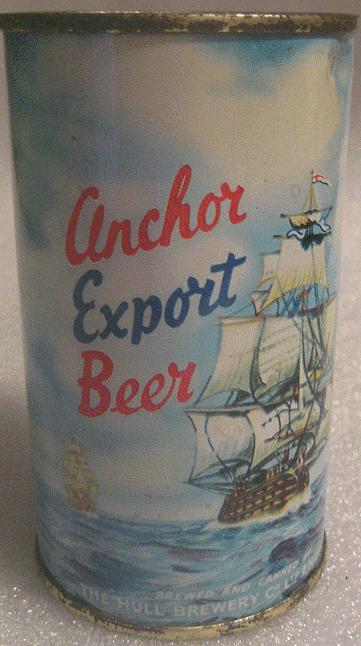 Anchor
Export
Beer
BREWED AND CANNED
THE HULL BREWERY CO LTD